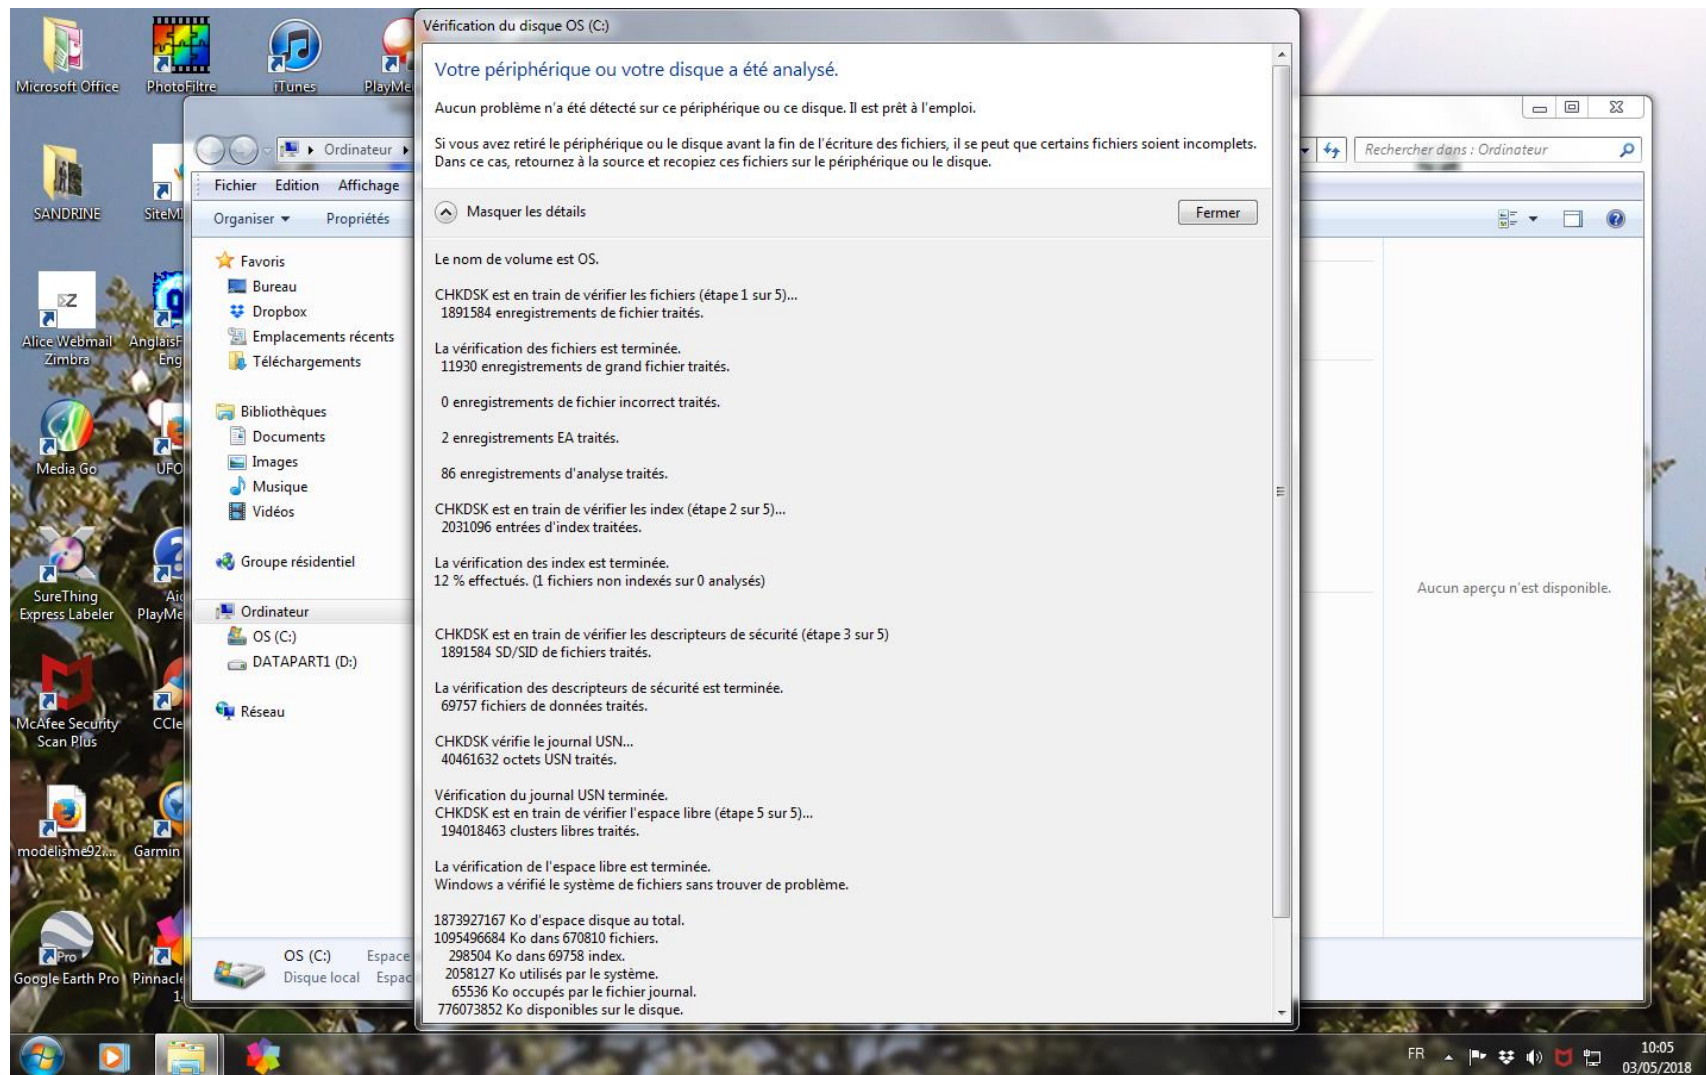 Vérification du disque OS (C:)
Votre périphérique ou votre disque a été analysé.
Aucun problème n'a été détecté sur ce périphérique ou ce disque. Il est prêt à l'emploi.
Si vous avez retiré le périphérique ou le disque avant la fin de l'écriture des fichiers, il se peut que certains fichiers soient incomplets.
Dans ce cas, retournez à la source et recopiez ces fichiers sur le périphérique ou le disque.
Masquer les détails
Fermer
Le nom de volume est OS.
CHKDSK est en train de vérifier les fichiers (étape 1 sur 5)...
1891584 enregistrements de fichier traités.
La vérification des fichiers est terminée.
11930 enregistrements de grand fichier traités.
0 enregistrements de fichier incorrect traités.
2 enregistrements EA traités.
86 enregistrements d'analyse traités.
CHKDSK est en train de vérifier les index (étape 2 sur 5)...
2031096 entrées d'index traitées.
La vérification des index est terminée.
12 % effectués. (1 fichiers non indexés sur 0 analysés)
CHKDSK est en train de vérifier les descripteurs de sécurité (étape 3 sur 5)
1891584 SD/SID de fichiers traités.
La vérification des descripteurs de sécurité est terminée.
69757 fichiers de données traités.
CHKDSK vérifie le journal USN...
40461632 octets USN traités.
Vérification du journal USN terminée.
CHKDSK est en train de vérifier l'espace libre (étape 5 sur 5)...
194018463 clusters libres traités.
La vérification de l'espace libre est terminée.
Windows a vérifié le système de fichiers sans trouver de problème.
1873927167 Ko d'espace disque au total.
1095496684 Ko dans 670810 fichiers.
298504 Ko dans 69758 index.
2058127 Ko utilisés par le système.
65536 Ko occupés par le fichier journal.
776073852 Ko disponibles sur le disque.
Ordinateur
Rechercher dans : Ordinateur
Fichier Edition Affichage
Organiser Propriétés
Favoris
Bureau
Dropbox
Emplacements récents
Téléchargements
Bibliothèques
Documents
Images
Musique
Vidéos
Groupe résidentiel
Ordinateur
OS (C:)
DATAPART1 (D:)
Réseau
Aucun aperçu n'est disponible.
OS (C:) Espace
Disque local Espac
Microsoft Office
PhotoFiltre
iTunes
PlayMe
SANDRINE
SiteM
Alice Webmail
Zimbra
AnglaisF
Eng
Media Go
UFO
SureThing
Express Labeler
Aid
PlayMe
McAfee Security
Scan Plus
CCle
modelisme92....
Garmin
Pro
Google Earth Pro
Pinnacle
FR
10:05
03/05/2018